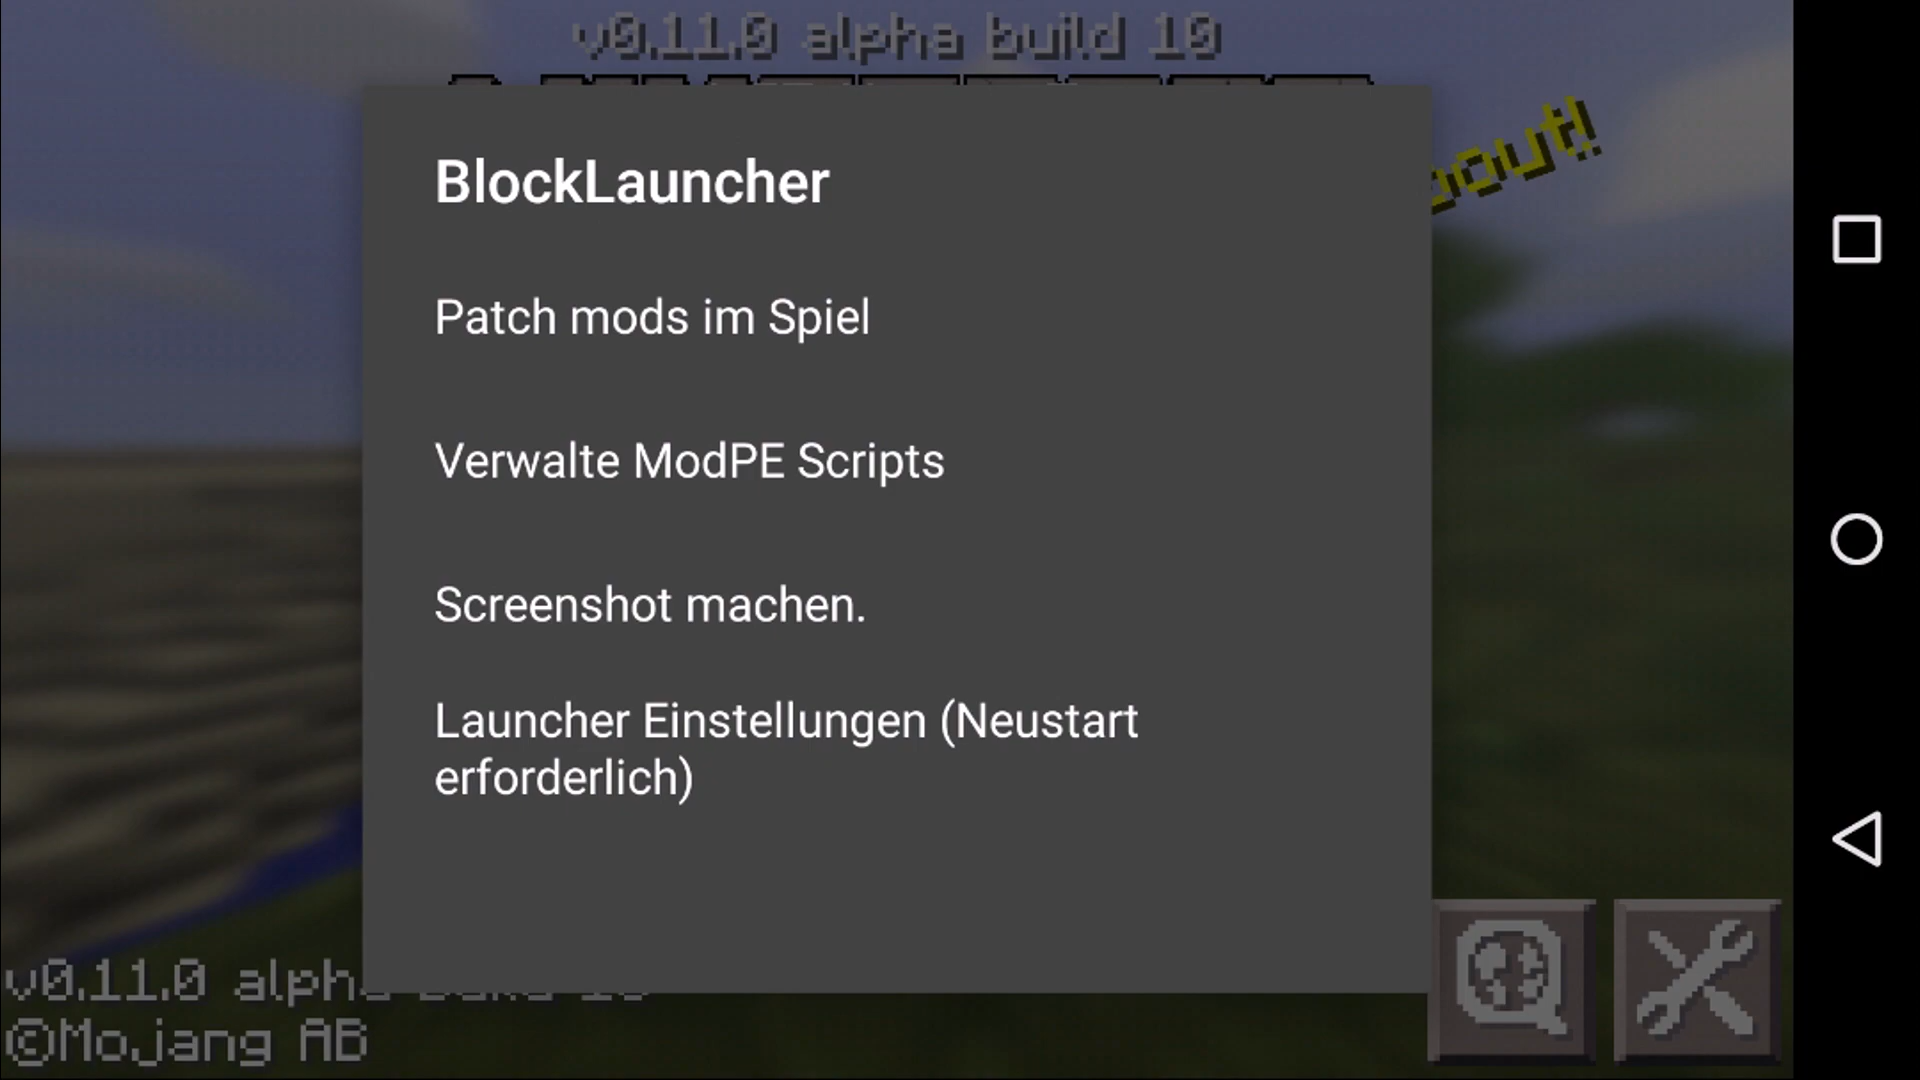 v0.11.0 alpha build 10
BlockLauncher
Patch mods im Spiel
Verwalte ModPE Scripts
Screenshot machen.
Launcher Einstellungen (Neustart
erforderlich)
v0.11.0
©Mojang AB